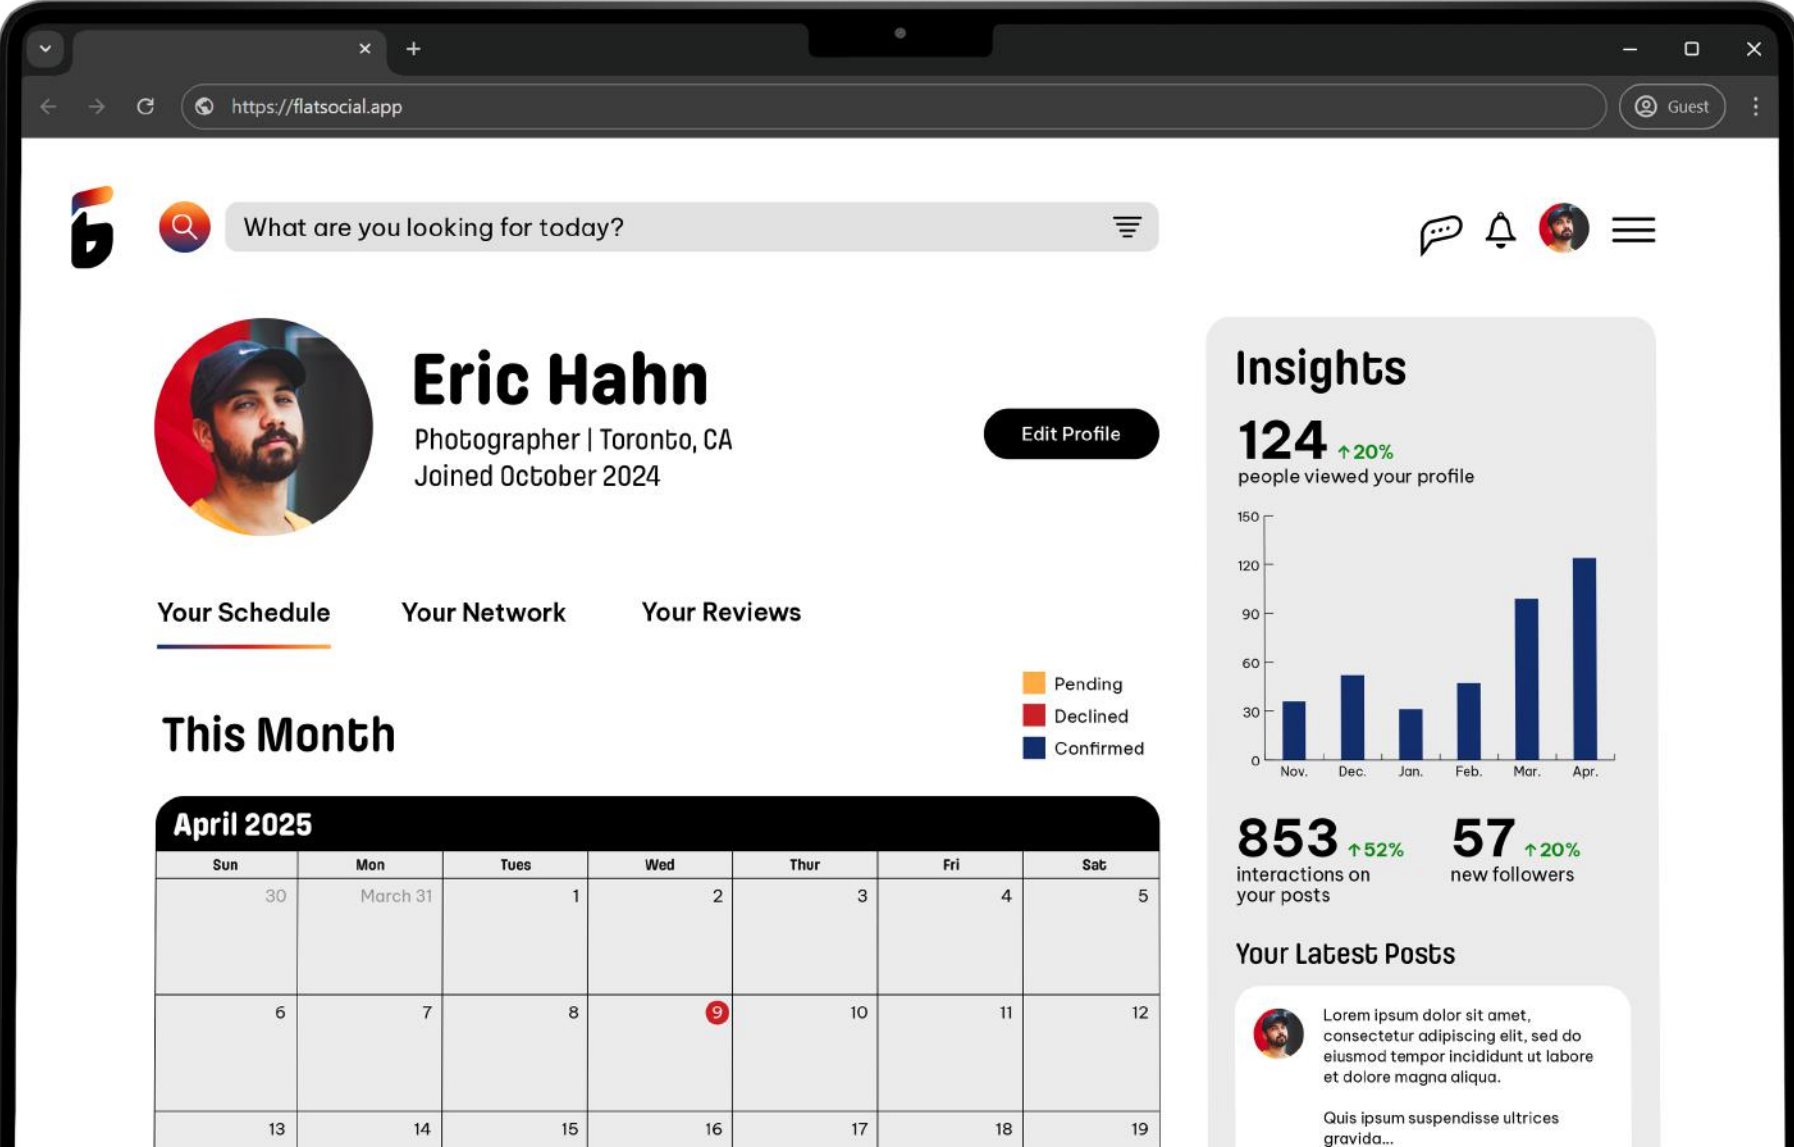 https://flatsocial.app
Guest
What are you looking for today?
Eric Hahn
Photographer | Toronto, CA
Joined October 2024
Edit Profile
Your Schedule
Your Network
Your Reviews
Pending
Declined
Confirmed
This Month
April 2025
Sun Mon Tues Wed Thur Fri Sat
30 March 31 1 2 3 4 5
6 7 8 9 10 11 12
13 14 15 16 17 18 19
Insights
124 ↑20%
people viewed your profile
150
120
90
60
30
0
Nov. Dec. Jan. Feb. Mar. Apr.
853 ↑52%
interactions on
your posts
57 ↑20%
new followers
Your Latest Posts
Lorem ipsum dolor sit amet,
consectetur adipiscing elit, sed do
eiusmod tempor incididunt ut labore
et dolore magna aliqua.
Quis ipsum suspendisse ultrices
gravida...